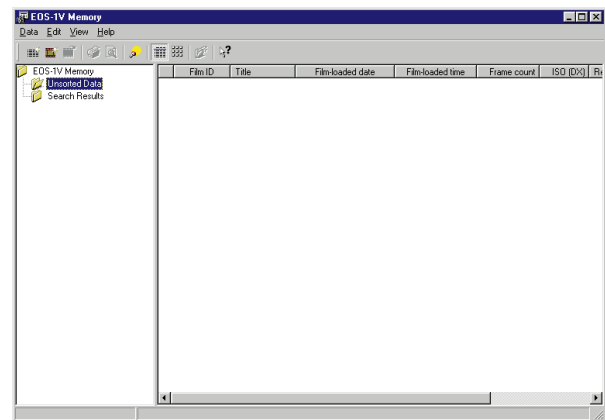 EOS-1V Memory
Data Edit View Help
EOS-1V Memory
Unsorted Data
Search Results
Film ID Title Film-loaded date Film-loaded time Frame count ISO (DX) Re